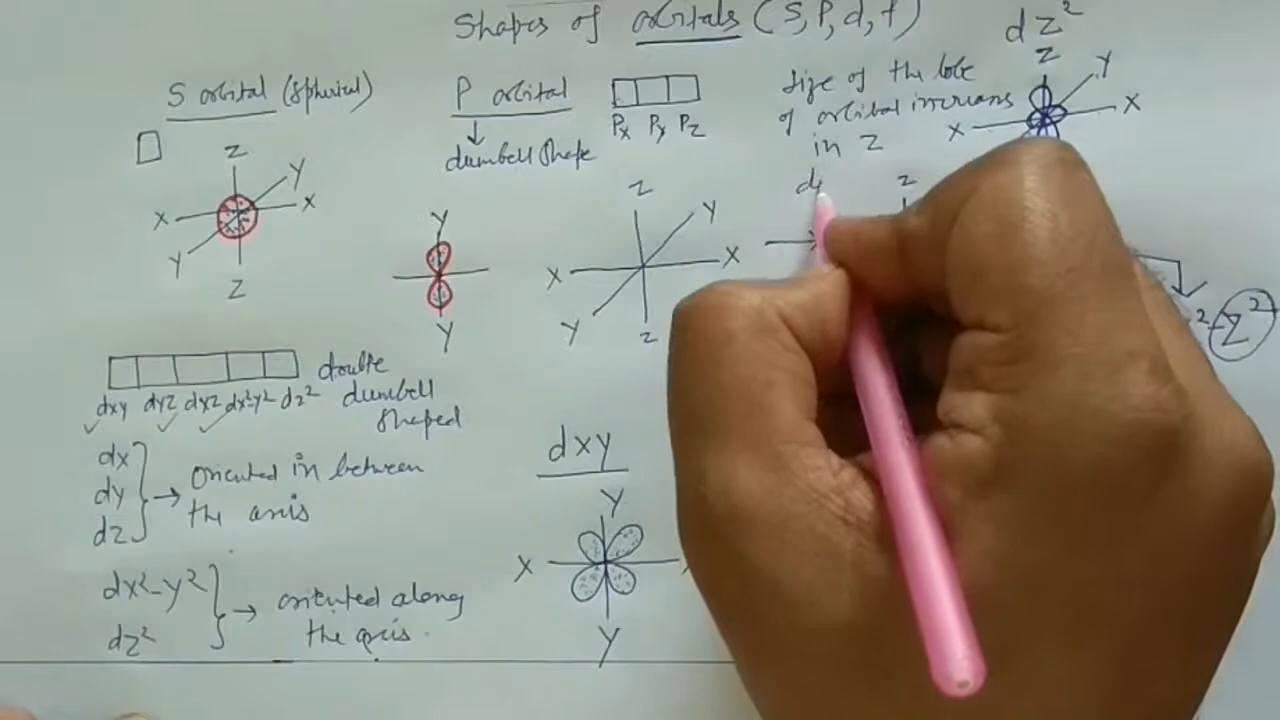 Shapes of orbitals (S, P, d, f)
S orbital (spherical)
Z
Y
X
X
Y
Z
P orbital
dumbell shape
Px Py Pz
Y
Y
Z
Y
X
X
Y
Z
size of the lobe
of orbital increases
in Z
dz²
Z
Y
X
X
Z
² - z²
double
dxy dyz dxz dx²-y² dz² dumbell
shaped
dx
dy
dz
oriented in between
the axis
dx²-y²
dz²
oriented along
the axis.
dxy
Y
X
Y